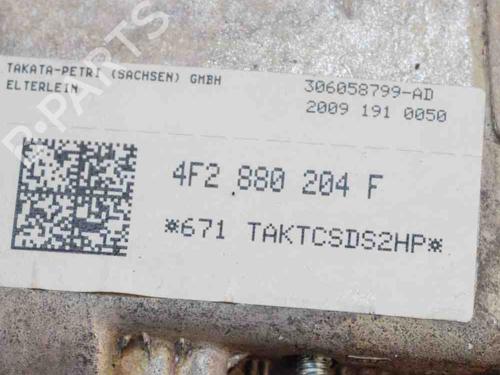 TAKATA-PETRI (SACHSEN) GMBH
ELTERLEIN
306058799-AD
2009 191 0050
4F2 880 204 F
*671 TAKTCSDS2HP*
B-PARTS